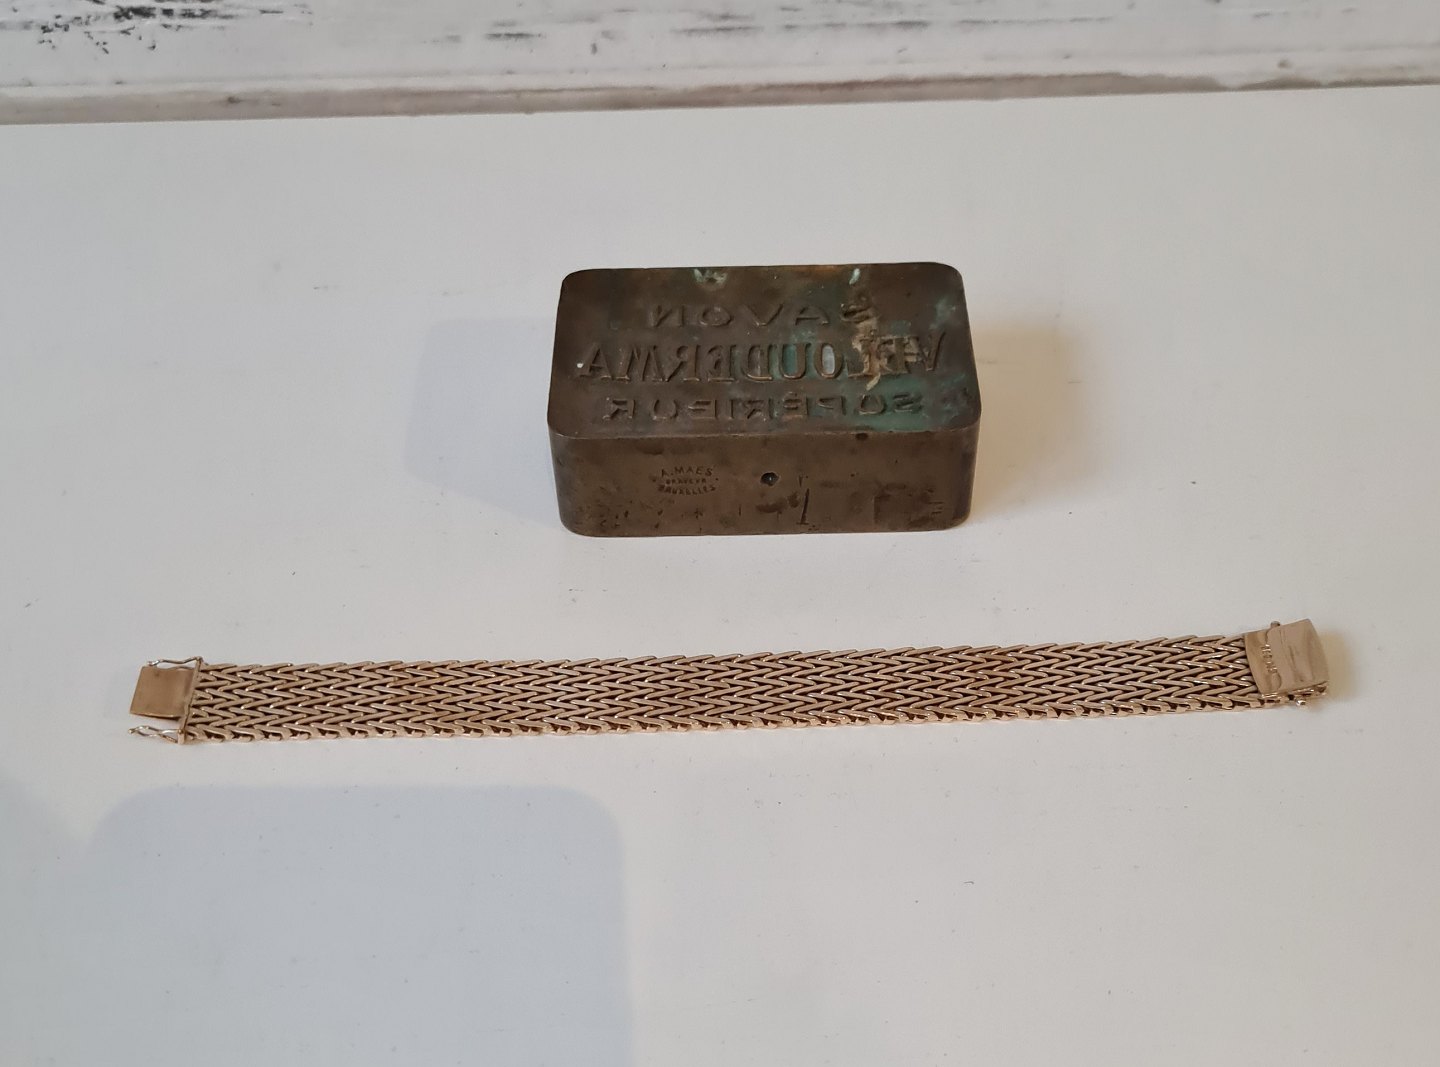 SAVON
VELOUDERMA
SUPÉRIEUR
A. MAES
GRAVEUR
BRUXELLES